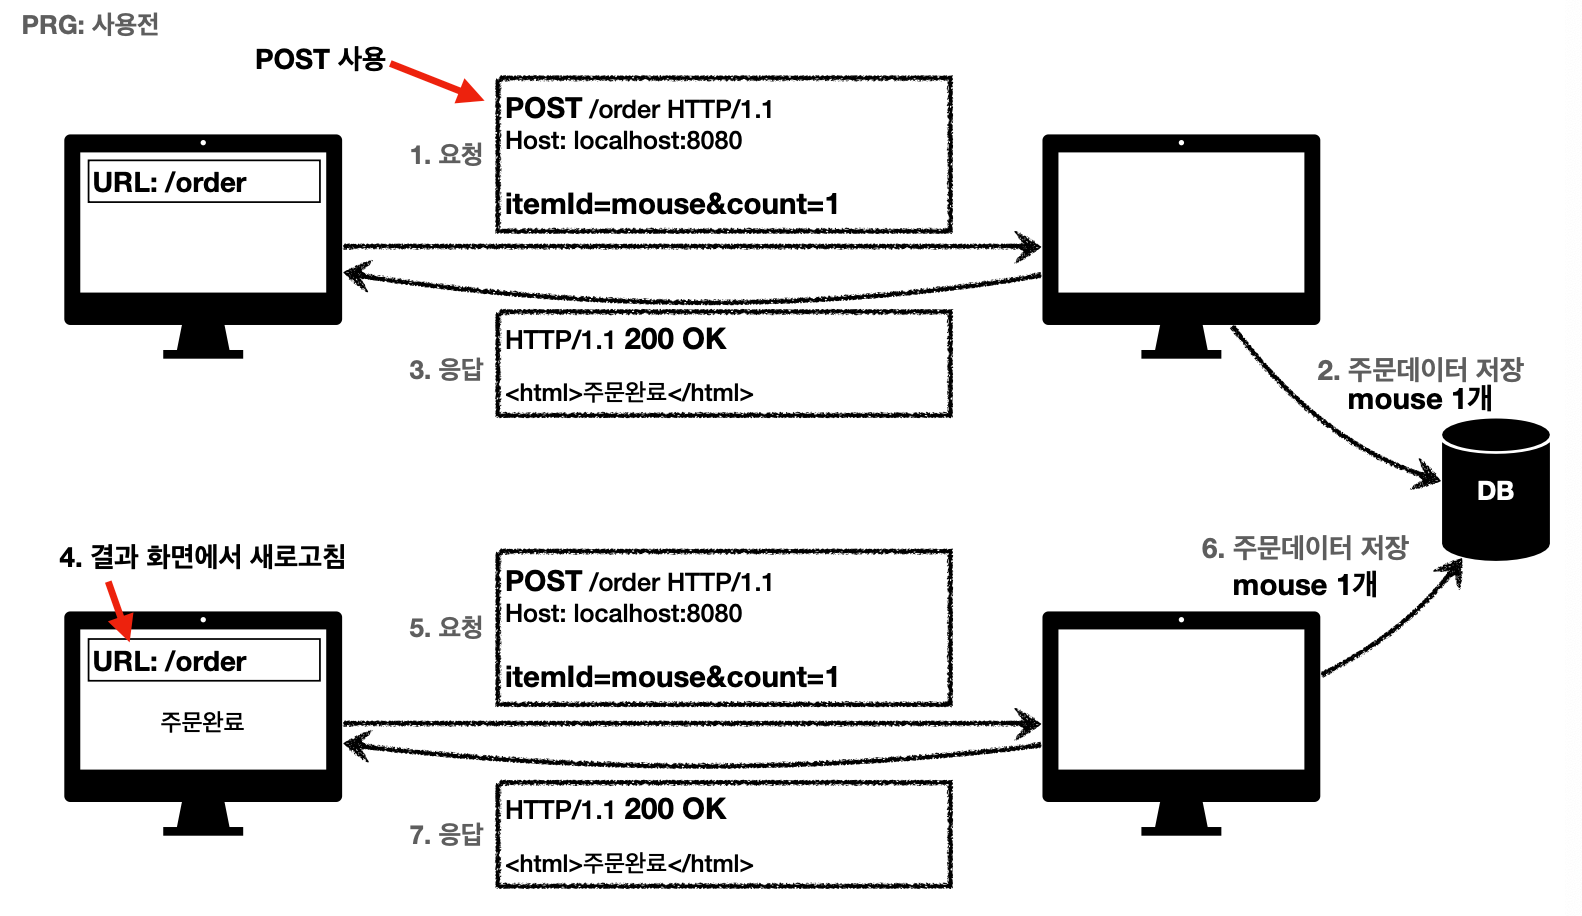 PRG: 사용전
POST 사용
POST /order HTTP/1.1
Host: localhost:8080
1. 요청
itemId=mouse&count=1
URL: /order
HTTP/1.1 200 OK
3. 응답
<html>주문완료</html>
2. 주문데이터 저장
mouse 1개
DB
4. 결과 화면에서 새로고침
URL: /order
주문완료
POST /order HTTP/1.1
Host: localhost:8080
5. 요청
itemId=mouse&count=1
6. 주문데이터 저장
mouse 1개
HTTP/1.1 200 OK
7. 응답
<html>주문완료</html>